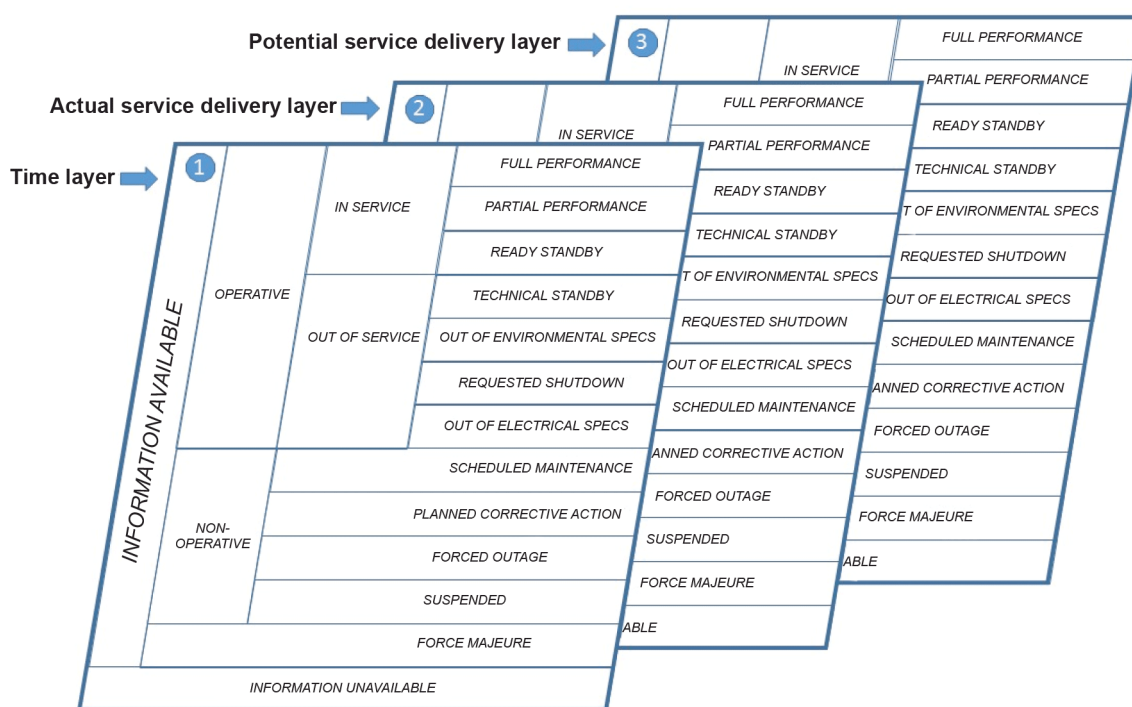 Potential service delivery layer
3
IN SERVICE
FULL PERFORMANCE
PARTIAL PERFORMANCE
READY STANDBY
TECHNICAL STANDBY
T OF ENVIRONMENTAL SPECS
REQUESTED SHUTDOWN
OUT OF ELECTRICAL SPECS
SCHEDULED MAINTENANCE
ANNED CORRECTIVE ACTION
FORCED OUTAGE
SUSPENDED
FORCE MAJEURE
ABLE
Actual service delivery layer
2
IN SERVICE
FULL PERFORMANCE
PARTIAL PERFORMANCE
READY STANDBY
TECHNICAL STANDBY
T OF ENVIRONMENTAL SPECS
REQUESTED SHUTDOWN
OUT OF ELECTRICAL SPECS
SCHEDULED MAINTENANCE
ANNED CORRECTIVE ACTION
FORCED OUTAGE
SUSPENDED
FORCE MAJEURE
ABLE
Time layer
1
INFORMATION AVAILABLE
OPERATIVE
IN SERVICE
FULL PERFORMANCE
PARTIAL PERFORMANCE
READY STANDBY
OUT OF SERVICE
TECHNICAL STANDBY
OUT OF ENVIRONMENTAL SPECS
REQUESTED SHUTDOWN
OUT OF ELECTRICAL SPECS
NON-
OPERATIVE
SCHEDULED MAINTENANCE
PLANNED CORRECTIVE ACTION
FORCED OUTAGE
SUSPENDED
FORCE MAJEURE
INFORMATION UNAVAILABLE